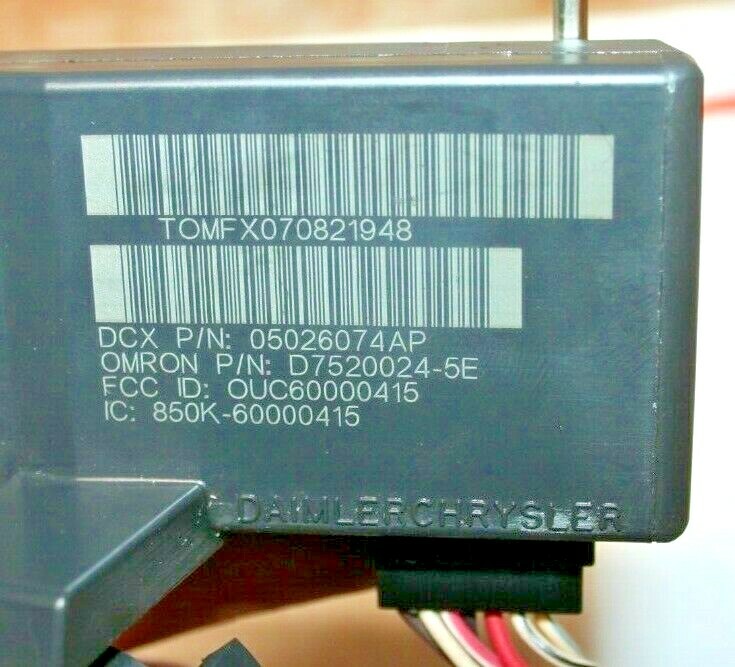 TOMFX070821948
DCX P/N: 05026074AP
OMRON P/N: D7520024-5E
FCC ID: OUC60000415
IC: 850K-60000415
DAIMLERCHRYSLER